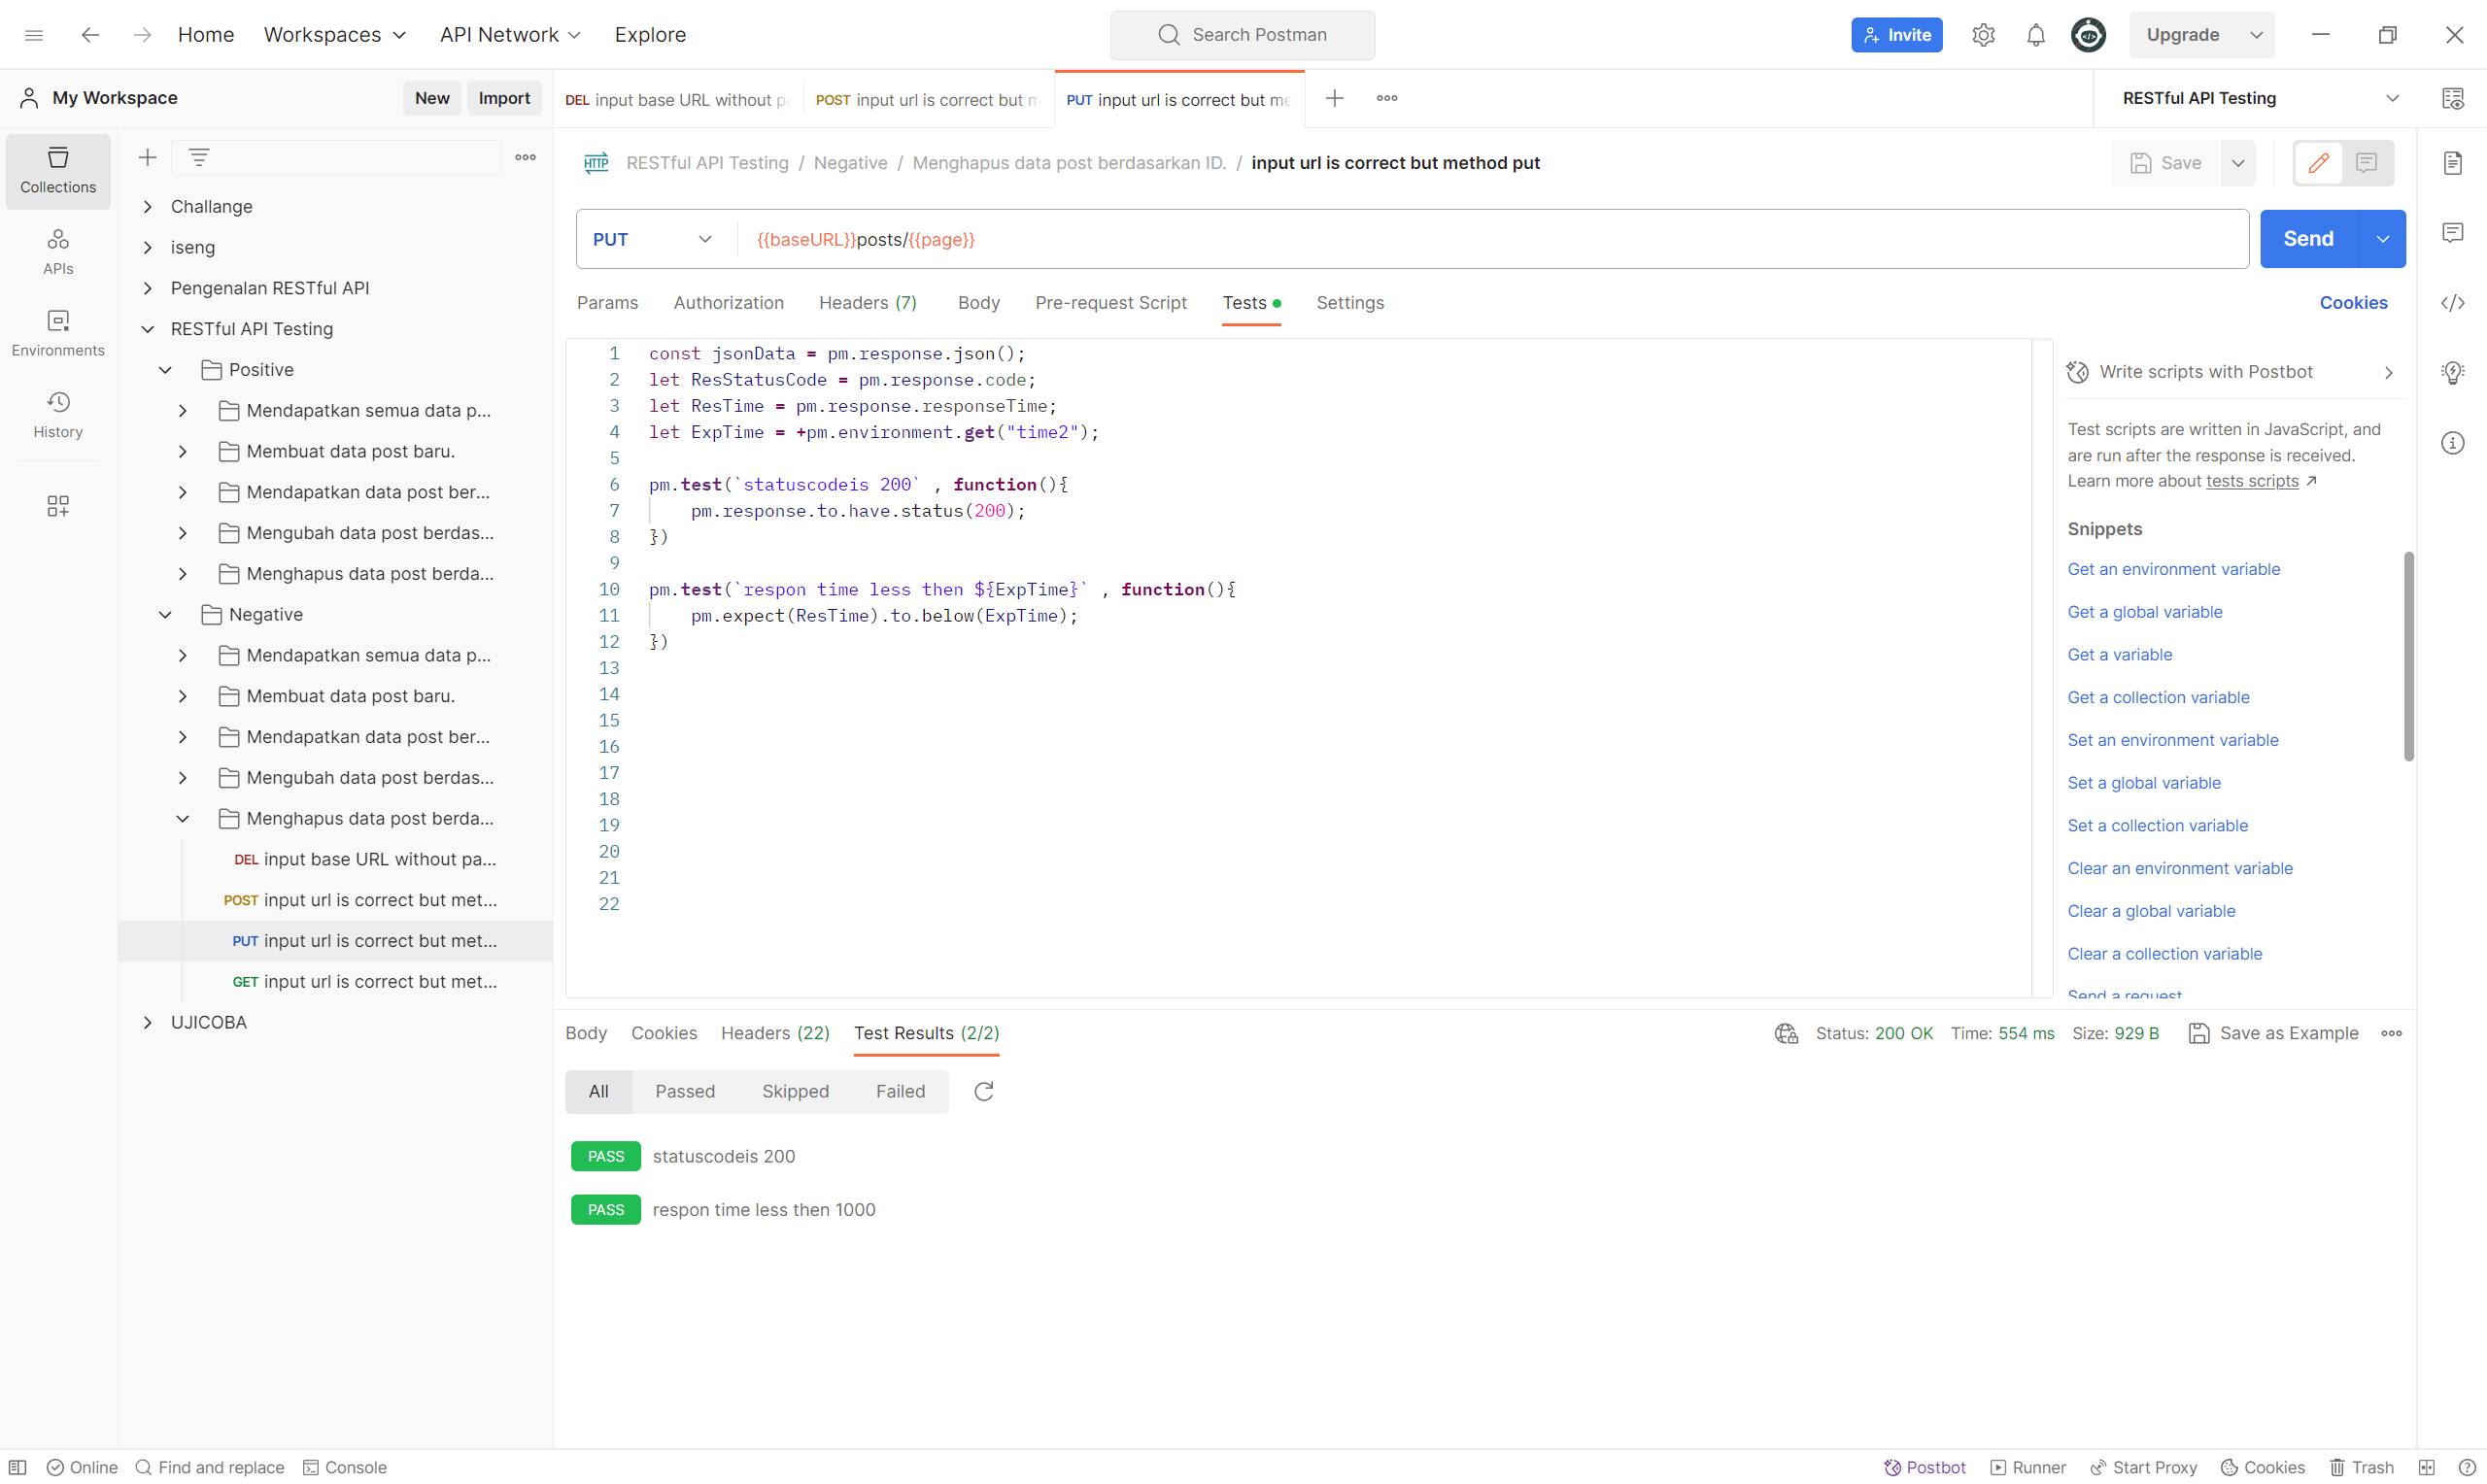 Home Workspaces API Network Explore Search Postman Invite Upgrade
My Workspace New Import
DEL input base URL without p
POST input url is correct but m
PUT input url is correct but me
RESTful API Testing
Collections
APIs
Environments
History
Challange
iseng
Pengenalan RESTful API
RESTful API Testing
Positive
Mendapatkan semua data p...
Membuat data post baru.
Mendapatkan data post ber...
Mengubah data post berdas...
Menghapus data post berda...
Negative
Mendapatkan semua data p...
Membuat data post baru.
Mendapatkan data post ber...
Mengubah data post berdas...
Menghapus data post berda...
DEL input base URL without pa...
POST input url is correct but met...
PUT input url is correct but met...
GET input url is correct but met...
UJICOBA
HTTP RESTful API Testing / Negative / Menghapus data post berdasarkan ID. / input url is correct but method put
Save
PUT {{baseURL}}posts/{{page}} Send
Params Authorization Headers (7) Body Pre-request Script Tests Settings Cookies
1 const jsonData = pm.response.json();
2 let ResStatusCode = pm.response.code;
3 let ResTime = pm.response.responseTime;
4 let ExpTime = +pm.environment.get("time2");
5
6 pm.test(`statuscodeis 200` , function(){
7 pm.response.to.have.status(200);
8 })
9
10 pm.test(`respon time less then ${ExpTime}` , function(){
11 pm.expect(ResTime).to.below(ExpTime);
12 })
13
14
15
16
17
18
19
20
21
22
Write scripts with Postbot
Test scripts are written in JavaScript, and
are run after the response is received.
Learn more about tests scripts
Snippets
Get an environment variable
Get a global variable
Get a variable
Get a collection variable
Set an environment variable
Set a global variable
Set a collection variable
Clear an environment variable
Clear a global variable
Clear a collection variable
Send a request
Body Cookies Headers (22) Test Results (2/2) Status: 200 OK Time: 554 ms Size: 929 B Save as Example
All Passed Skipped Failed
PASS statuscodeis 200
PASS respon time less then 1000
Online Find and replace Console Postbot Runner Start Proxy Cookies Trash